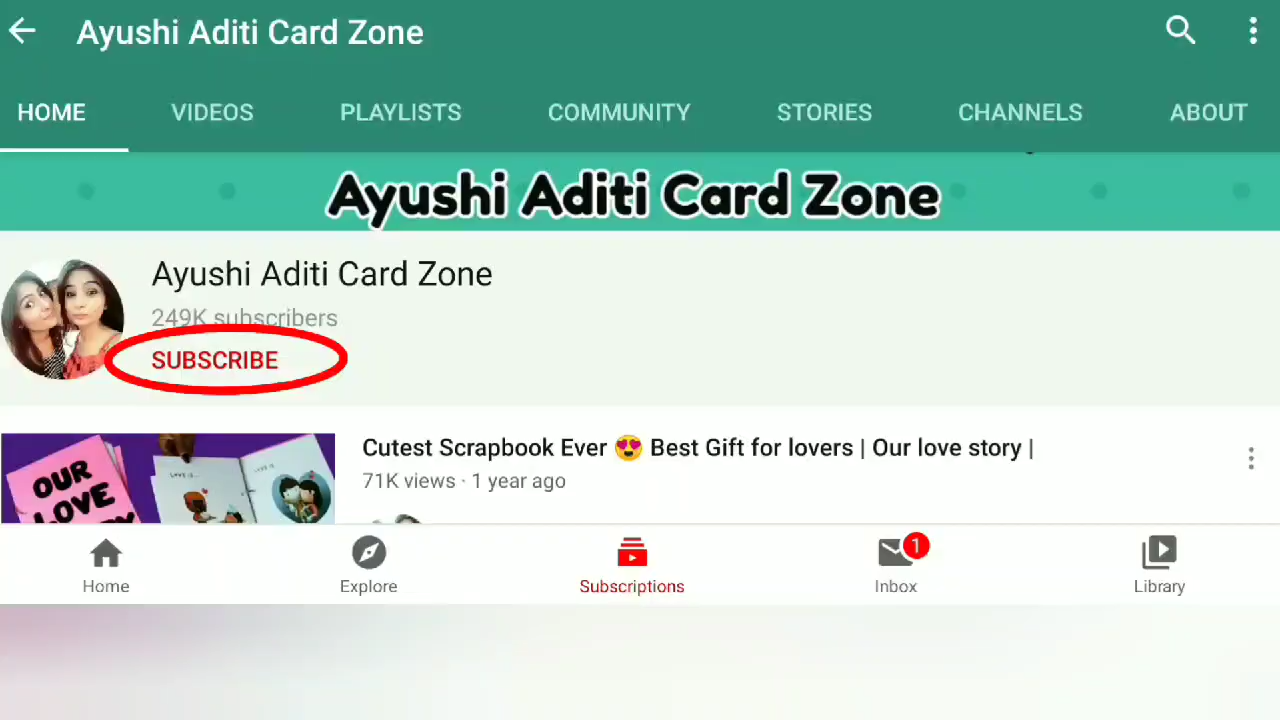 Ayushi Aditi Card Zone
HOME VIDEOS PLAYLISTS COMMUNITY STORIES CHANNELS ABOUT
Ayushi Aditi Card Zone
Ayushi Aditi Card Zone
249K subscribers
SUBSCRIBE
OUR
LOVE
Cutest Scrapbook Ever 😍 Best Gift for lovers | Our love story |
71K views · 1 year ago
1
Home Explore Subscriptions Inbox Library